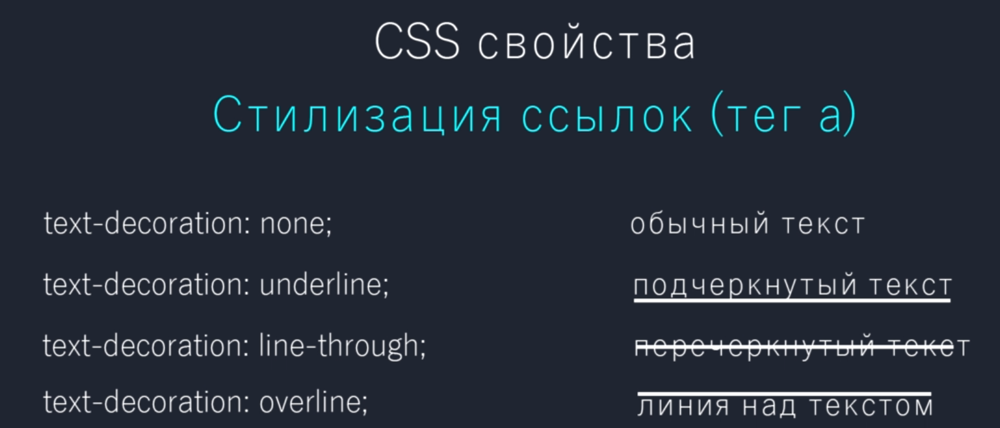 CSS свойства
Стилизация ссылок (тег а)
text-decoration: none; обычный текст
text-decoration: underline; подчеркнутый текст
text-decoration: line-through; перечеркнутый текст
text-decoration: overline; линия над текстом